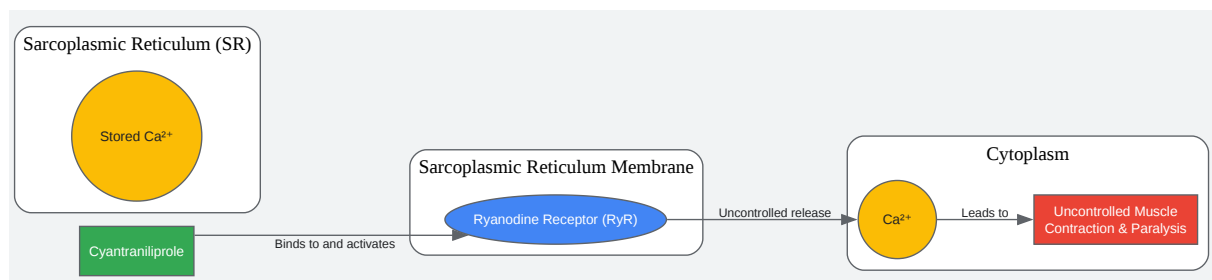 Sarcoplasmic Reticulum (SR)
Stored Ca²⁺
Cyantraniliprole
Binds to and activates
Sarcoplasmic Reticulum Membrane
Ryanodine Receptor (RyR)
Uncontrolled release
Cytoplasm
Ca²⁺
Leads to
Uncontrolled Muscle
Contraction & Paralysis